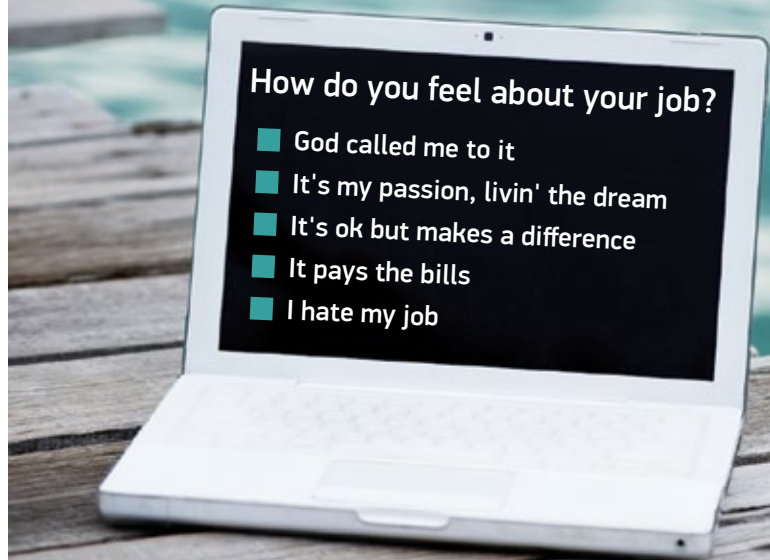 How do you feel about your job?
God called me to it
It's my passion, livin' the dream
It's ok but makes a difference
It pays the bills
I hate my job